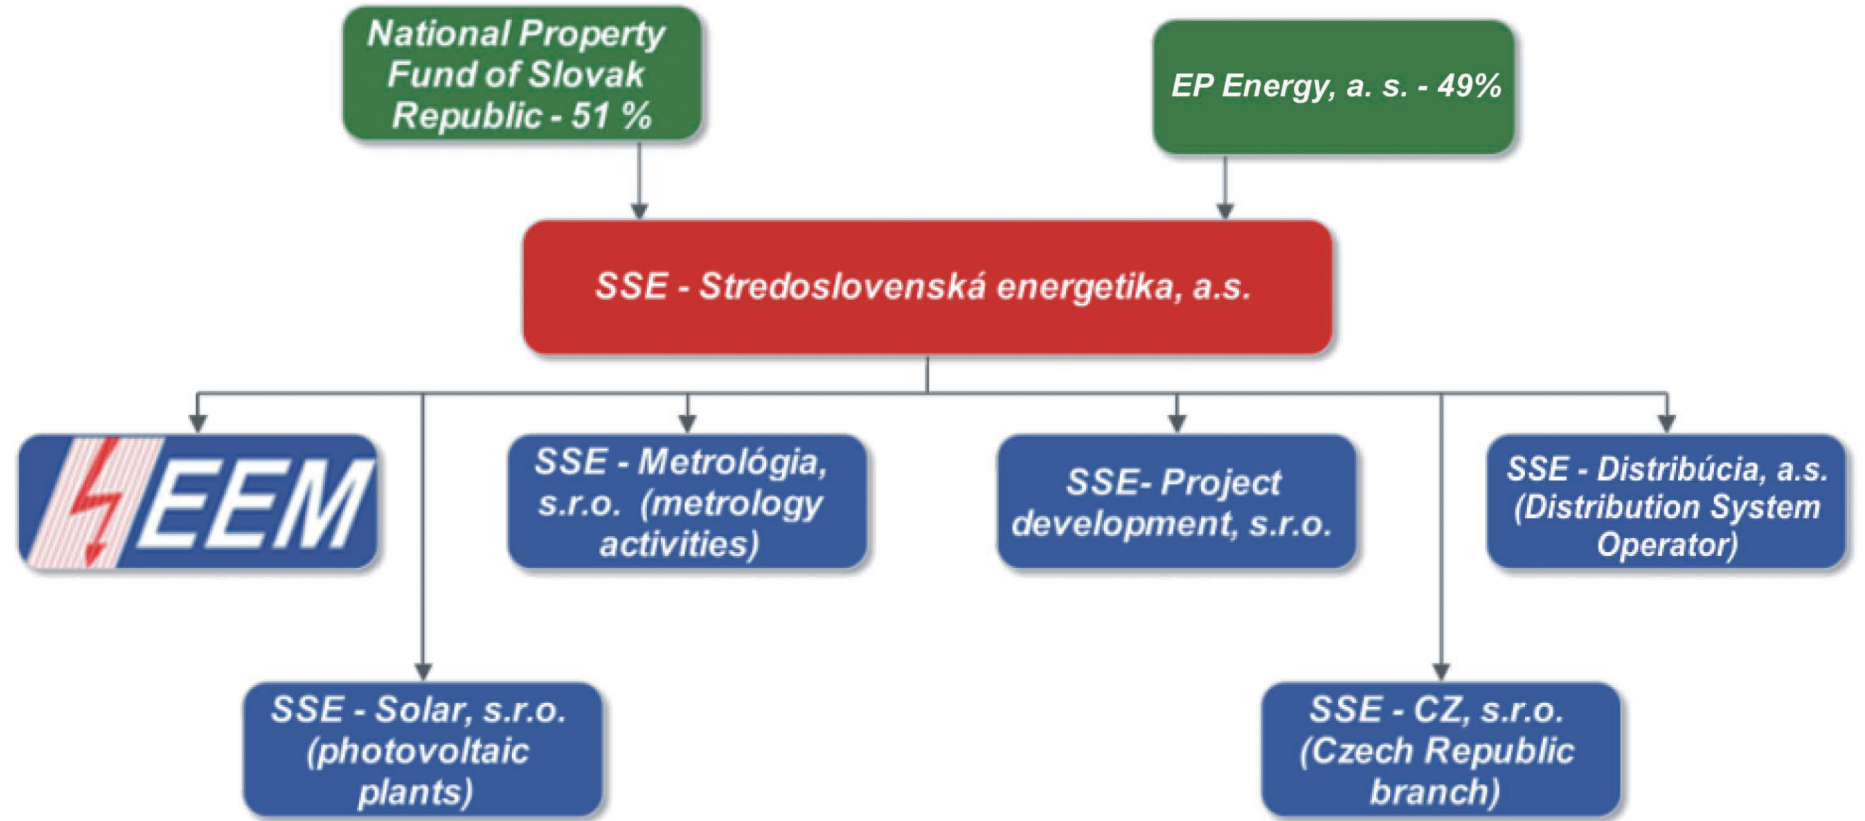 National Property
Fund of Slovak
Republic - 51 %
EP Energy, a. s. - 49%
SSE - Stredoslovenská energetika, a.s.
EEM
SSE - Metrológia,
s.r.o. (metrology
activities)
SSE- Project
development, s.r.o.
SSE - Distribúcia, a.s.
(Distribution System
Operator)
SSE - Solar, s.r.o.
(photovoltaic
plants)
SSE - CZ, s.r.o.
(Czech Republic
branch)